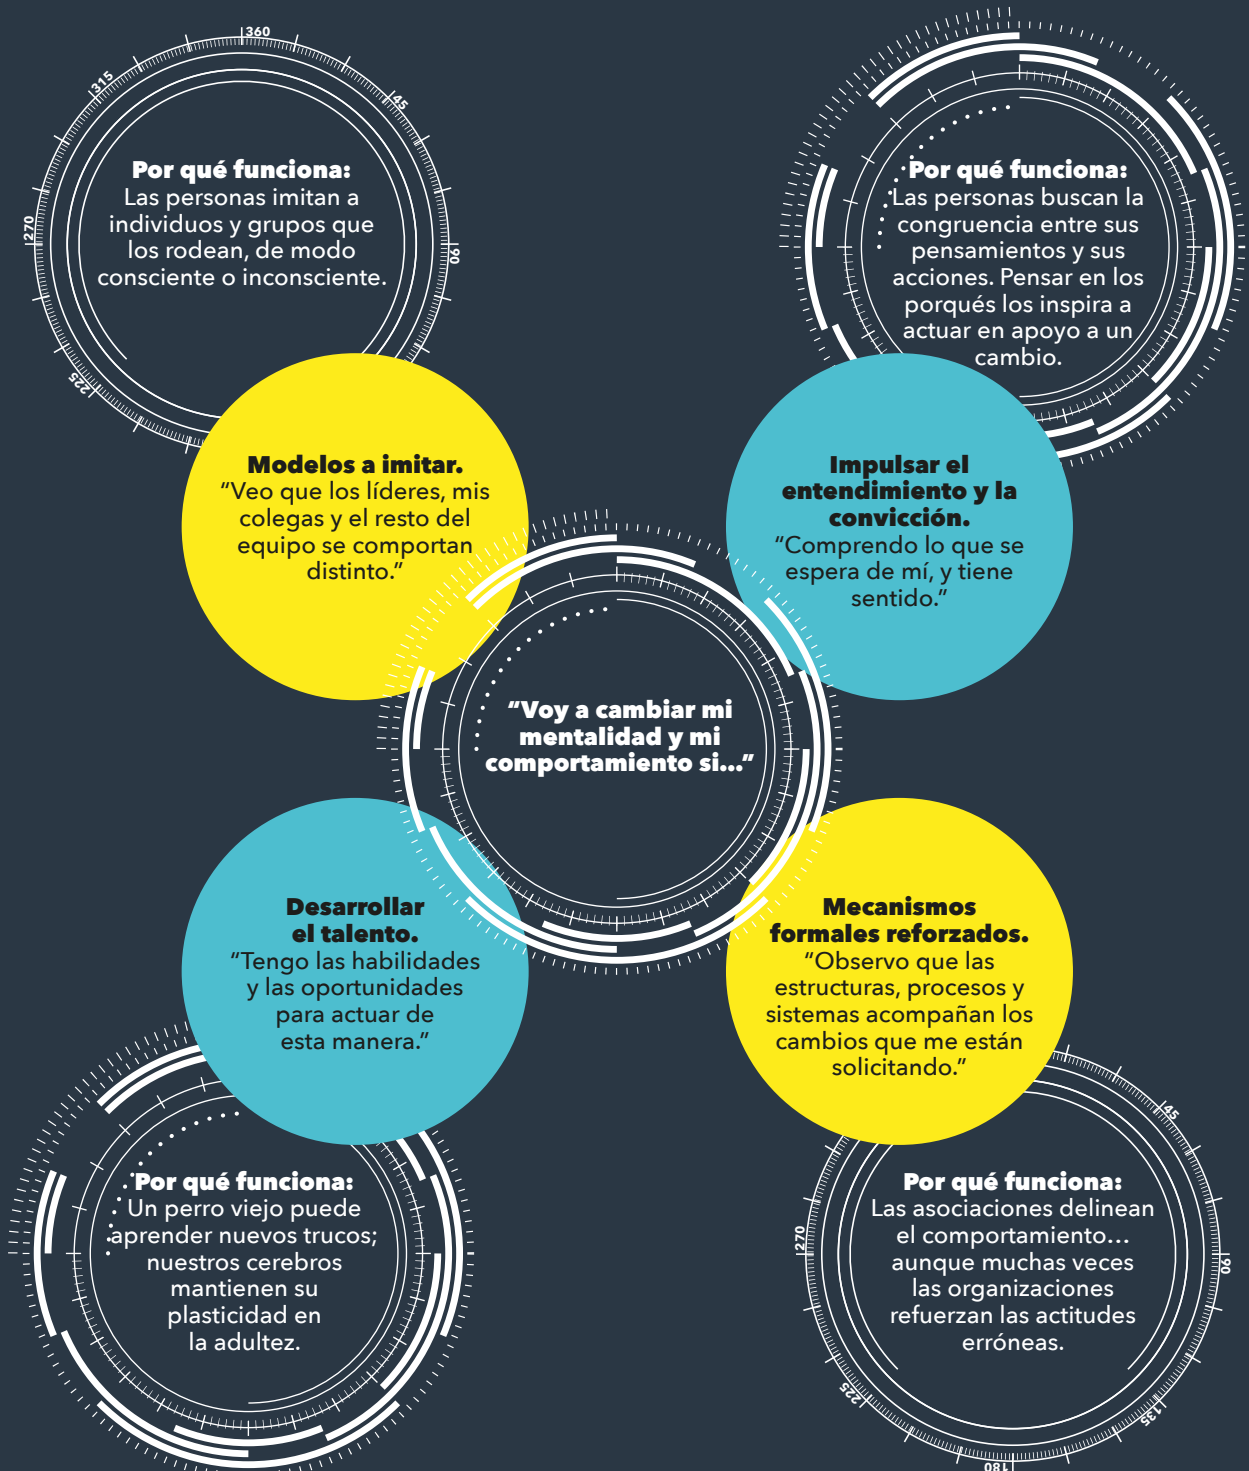 360
315
45
270
90
225
Por qué funciona:
Las personas imitan a
individuos y grupos que
los rodean, de modo
consciente o inconsciente.
Por qué funciona:
Las personas buscan la
congruencia entre sus
pensamientos y sus
acciones. Pensar en los
porqués los inspira a
actuar en apoyo a un
cambio.
Modelos a imitar.
“Veo que los líderes, mis
colegas y el resto del
equipo se comportan
distinto.”
Impulsar el
entendimiento y la
convicción.
“Comprendo lo que se
espera de mí, y tiene
sentido.”
“Voy a cambiar mi
mentalidad y mi
comportamiento si...”
Desarrollar
el talento.
“Tengo las habilidades
y las oportunidades
para actuar de
esta manera.”
Mecanismos
formales reforzados.
“Observo que las
estructuras, procesos y
sistemas acompañan los
cambios que me están
solicitando.”
Por qué funciona:
Un perro viejo puede
aprender nuevos trucos;
nuestros cerebros
mantienen su
plasticidad en
la adultez.
Por qué funciona:
Las asociaciones delinean
el comportamiento...
aunque muchas veces
las organizaciones
refuerzan las actitudes
erróneas.
45
270
90
225
135
180